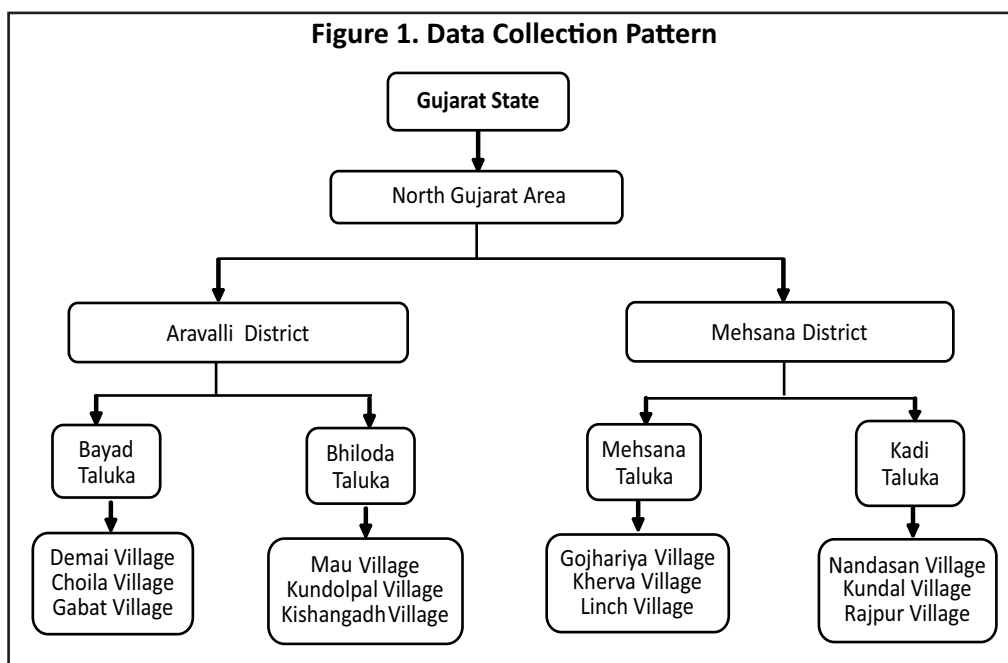 Figure 1. Data Collection Pattern
Gujarat State
North Gujarat Area
Aravalli District
Mehsana District
Bayad
Taluka
Bhiloda
Taluka
Mehsana
Taluka
Kadi
Taluka
Demai Village
Choila Village
Gabat Village
Mau Village
Kundolpal Village
Kishangadh Village
Gojhariya Village
Kherva Village
Linch Village
Nandasan Village
Kundal Village
Rajpur Village